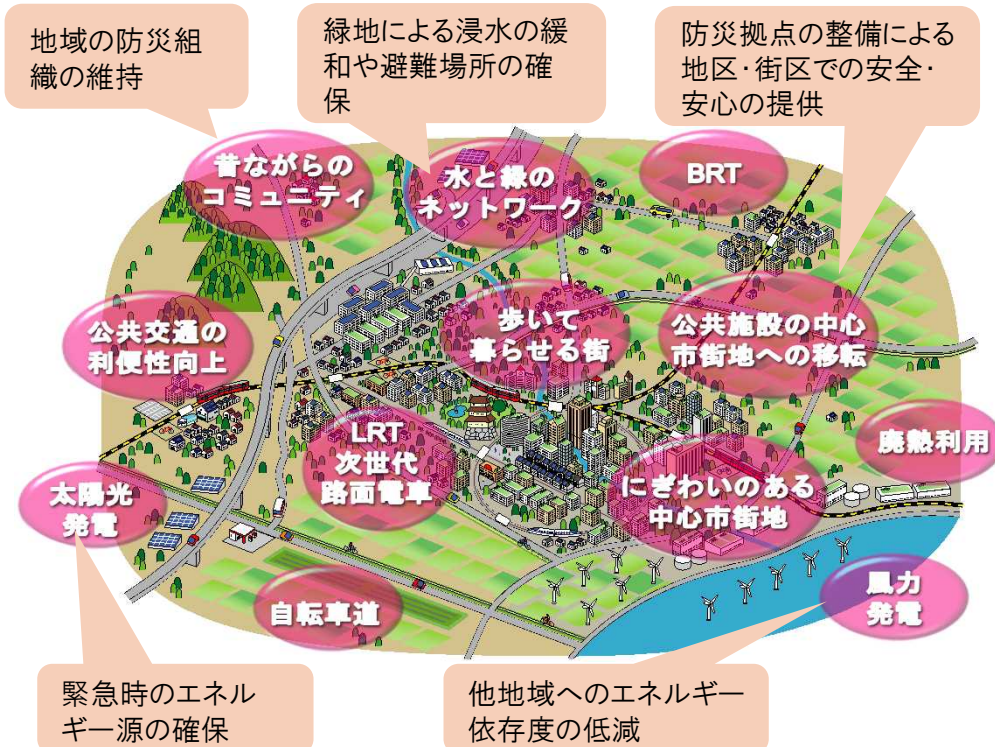 地域の防災組
織の維持
緑地による浸水の緩
和や避難場所の確
保
防災拠点の整備による
地区・街区での安全・
安心の提供
昔ながらの
コミュニティ
水と緑の
ネットワーク
BRT
公共交通の
利便性向上
歩いて
暮らせる街
公共施設の中心
市街地への移転
LRT
次世代
路面電車
廃熱利用
太陽光
発電
にぎわいのある
中心市街地
自転車道
風力
発電
緊急時のエネル
ギー源の確保
他地域へのエネルギー
依存度の低減